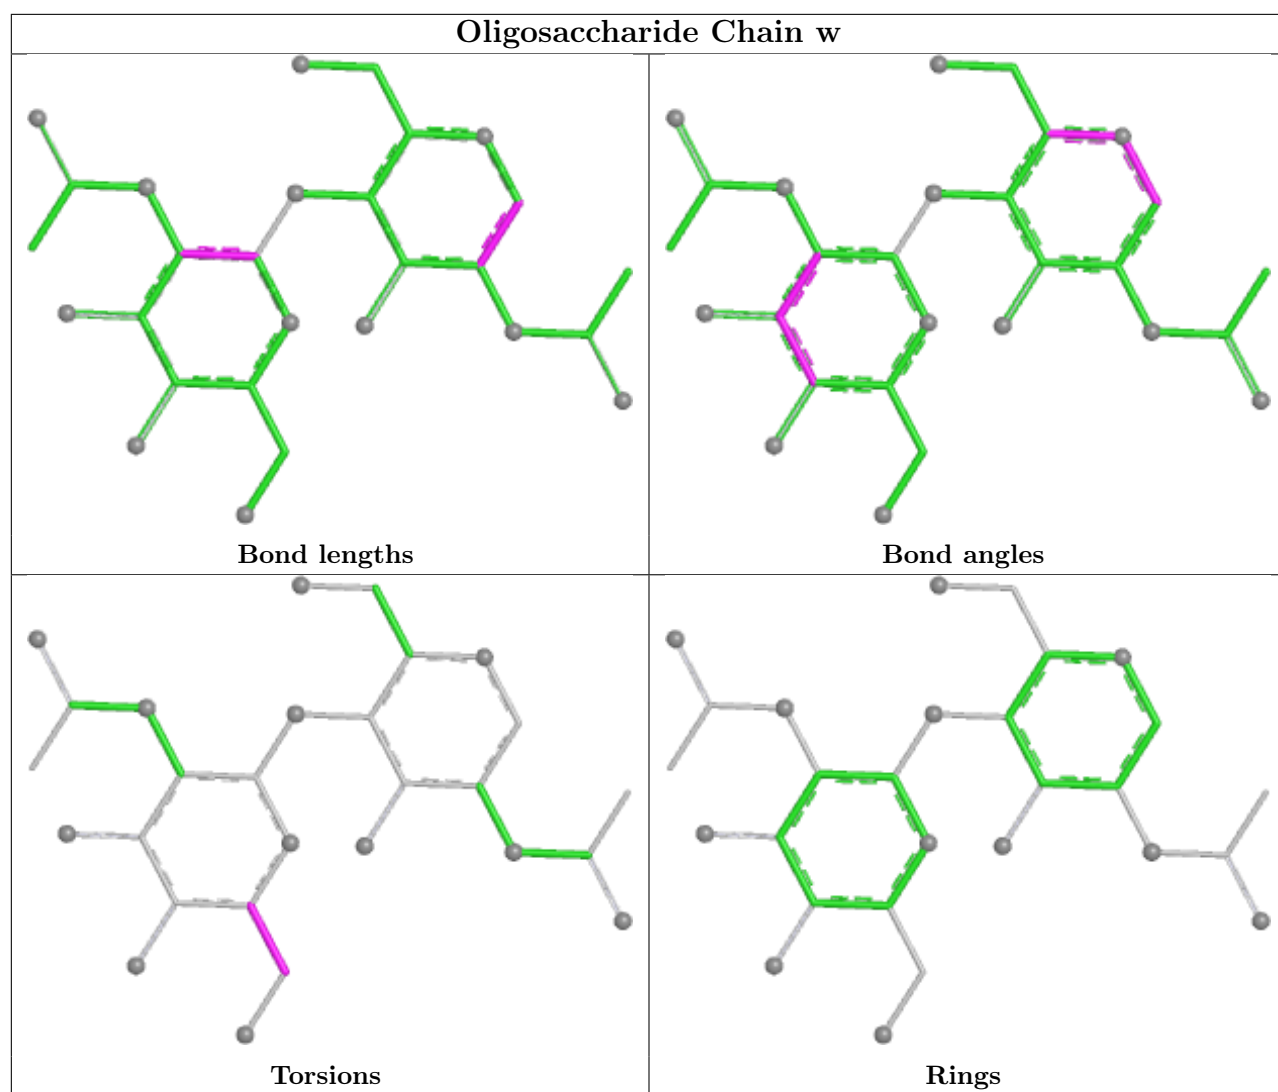 Oligosaccharide Chain w
Bond lengths
Bond angles
Torsions
Rings